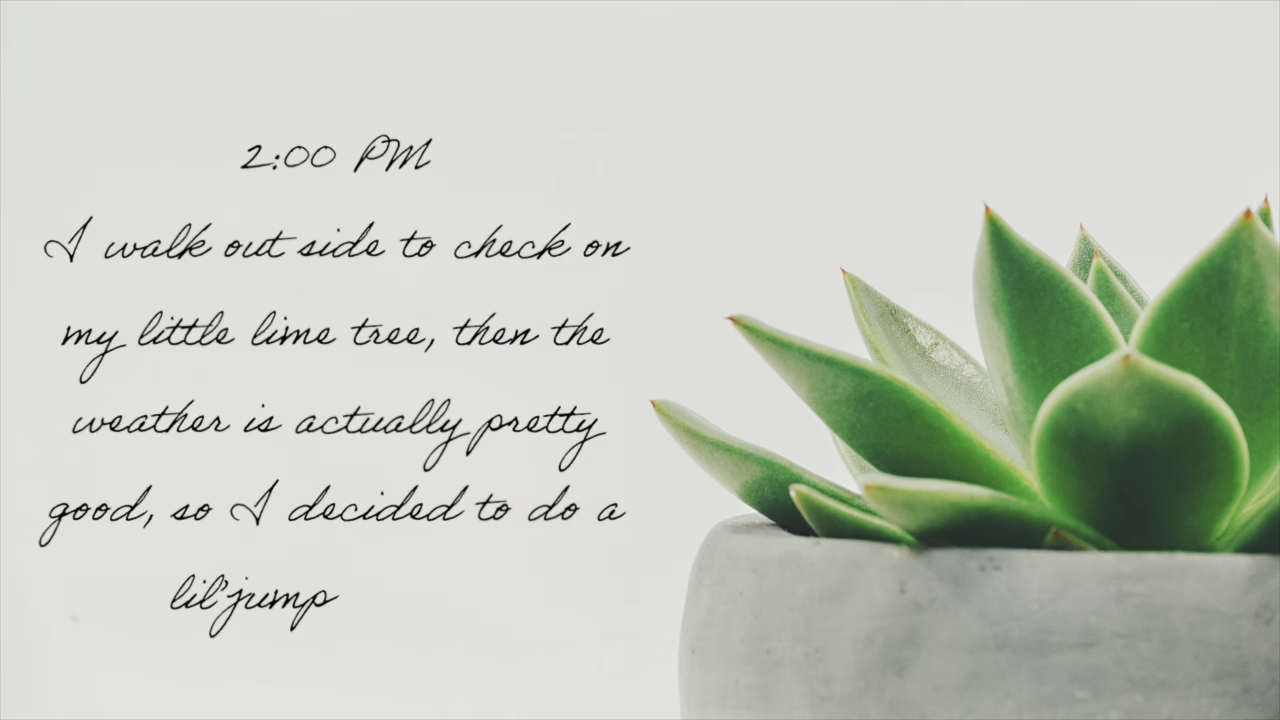 2:00 PM
I walk out side to check on
my little lime tree, then the
weather is actually pretty
good, so I decided to do a
lil'jump